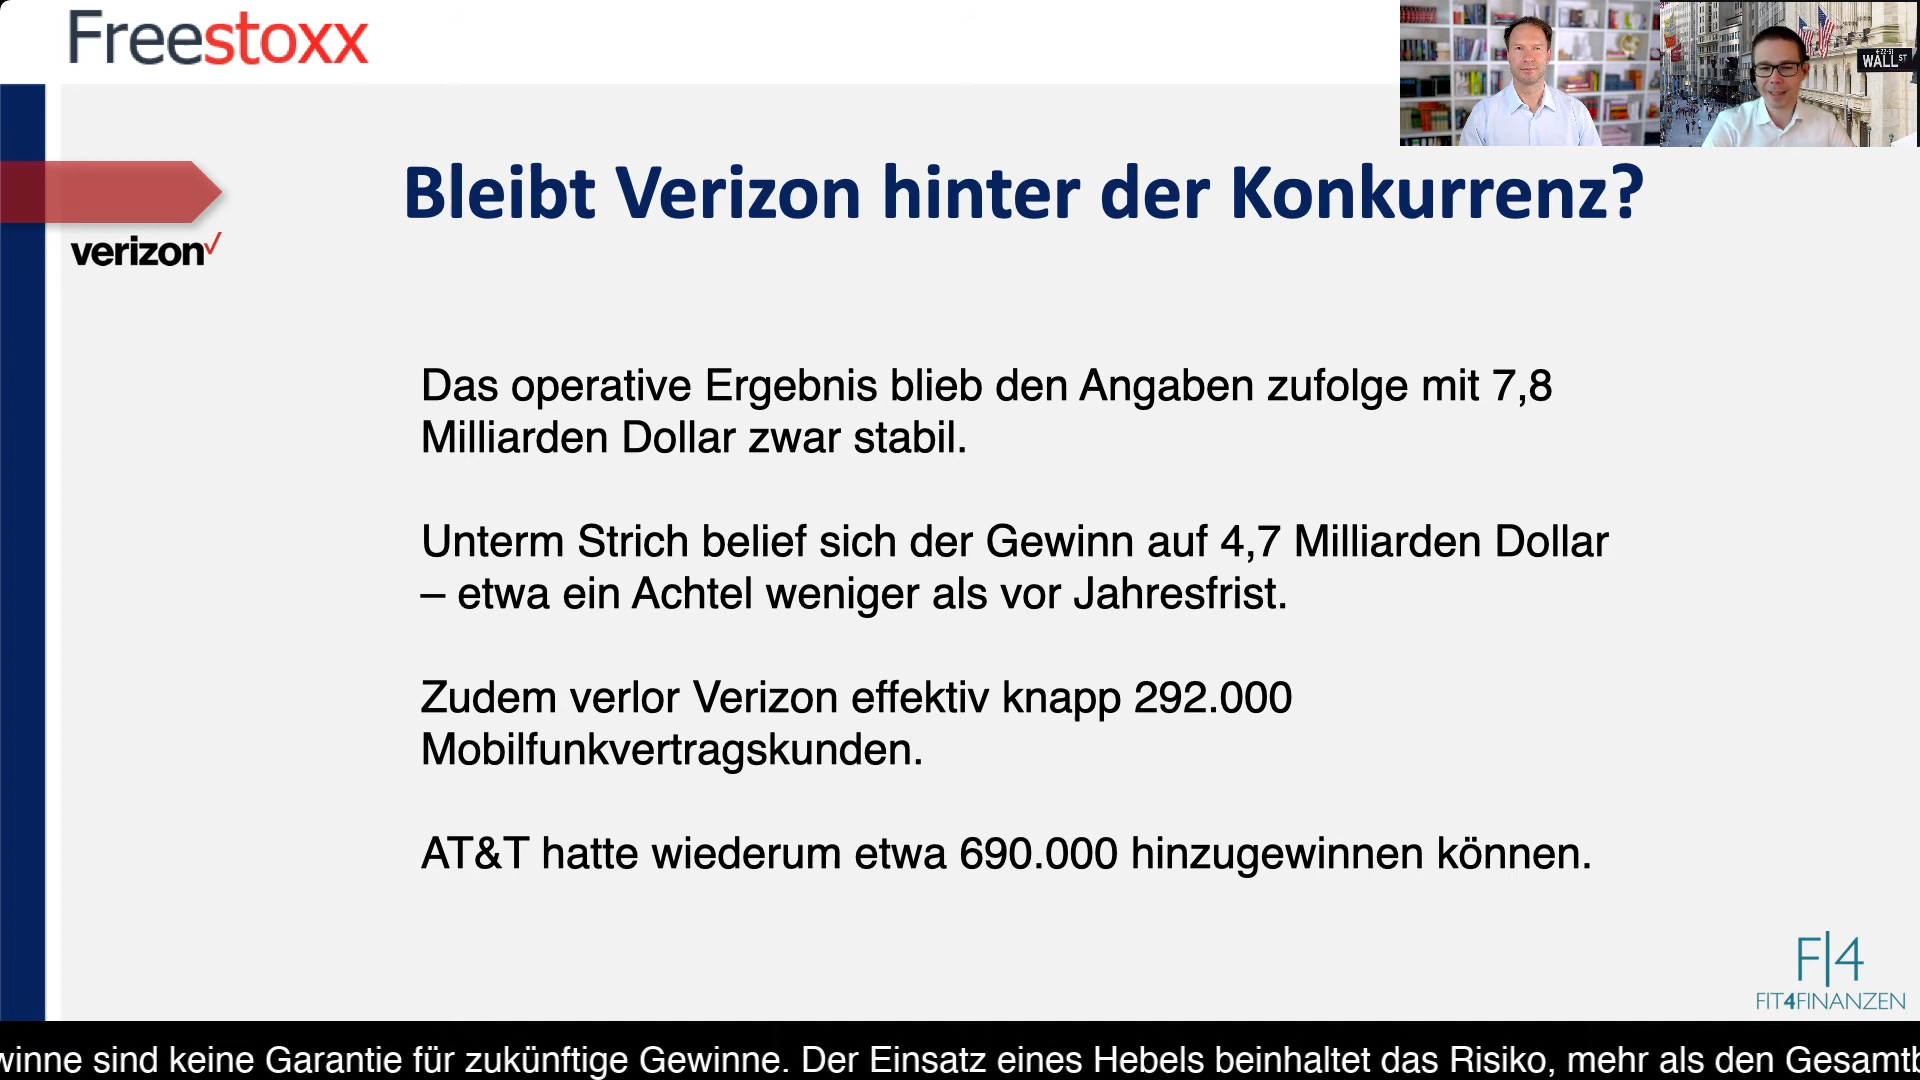 Freestoxx
WALL ST
Bleibt Verizon hinter der Konkurrenz?
verizon
Das operative Ergebnis blieb den Angaben zufolge mit 7,8
Milliarden Dollar zwar stabil.
Unterm Strich belief sich der Gewinn auf 4,7 Milliarden Dollar
– etwa ein Achtel weniger als vor Jahresfrist.
Zudem verlor Verizon effektiv knapp 292.000
Mobilfunkvertragskunden.
AT&T hatte wiederum etwa 690.000 hinzugewinnen können.
F|4
FIT4FINANZEN
winne sind keine Garantie für zukünftige Gewinne. Der Einsatz eines Hebels beinhaltet das Risiko, mehr als den Gesamtb